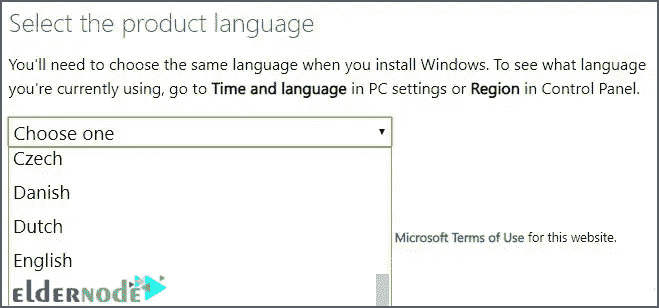 Select the product language
You'll need to choose the same language when you install Windows. To see what language
you're currently using, go to Time and language in PC settings or Region in Control Panel.
Choose one
Czech
Danish
Dutch
Microsoft Terms of Use for this website.
English
ELDERNODE